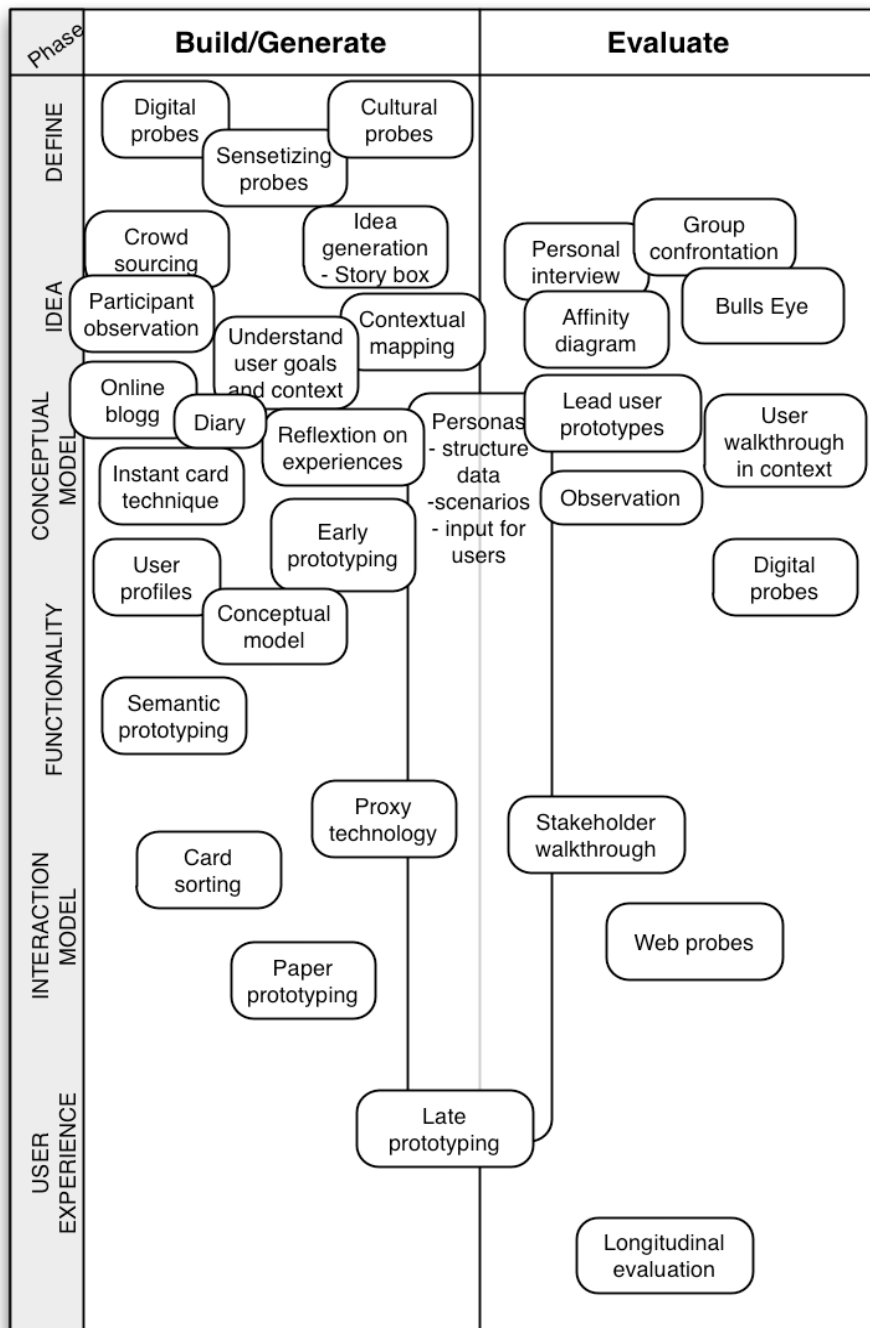 Phase
Build/Generate
Evaluate
DEFINE
Digital
probes
Cultural
probes
Sensetizing
probes
IDEA
Crowd
sourcing
Idea
generation
- Story box
Personal
interview
Group
confrontation
Participant
observation
Understand
user goals
and context
Contextual
mapping
Affinity
diagram
Bulls Eye
CONCEPTUAL
MODEL
Online
blogg
Diary
Reflextion on
experiences
Personas
- structure
data
-scenarios
- input for
users
Lead user
prototypes
User
walkthrough
in context
Instant card
technique
Observation
Early
prototyping
User
profiles
Digital
probes
FUNCTIONALITY
Conceptual
model
Semantic
prototyping
INTERACTION
MODEL
Proxy
technology
Stakeholder
walkthrough
Card
sorting
Web probes
Paper
prototyping
USER
EXPERIENCE
Late
prototyping
Longitudinal
evaluation